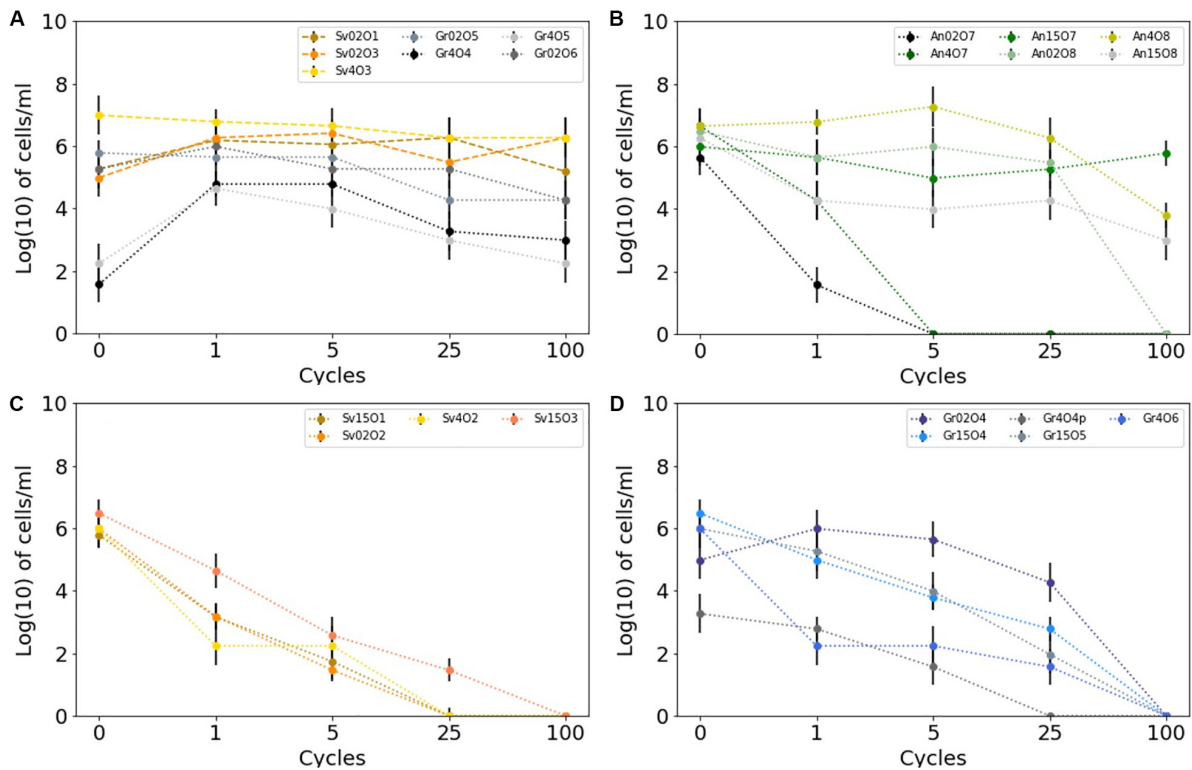 A
10
8
6
4
2
0
Log(10) of cells/ml
Sv02O1 Gr02O5 Gr4O5
Sv02O3 Gr4O4 Gr02O6
Sv4O3
0 1 5 25 100
Cycles
B
10
8
6
4
2
0
Log(10) of cells/ml
An02O7 An15O7 An4O8
An4O7 An02O8 An15O8
0 1 5 25 100
Cycles
C
10
8
6
4
2
0
Log(10) of cells/ml
Sv15O1 Sv4O2 Sv15O3
Sv02O2
0 1 5 25 100
Cycles
D
10
8
6
4
2
0
Log(10) of cells/ml
Gr02O4 Gr4O4p Gr4O6
Gr15O4 Gr15O5
0 1 5 25 100
Cycles